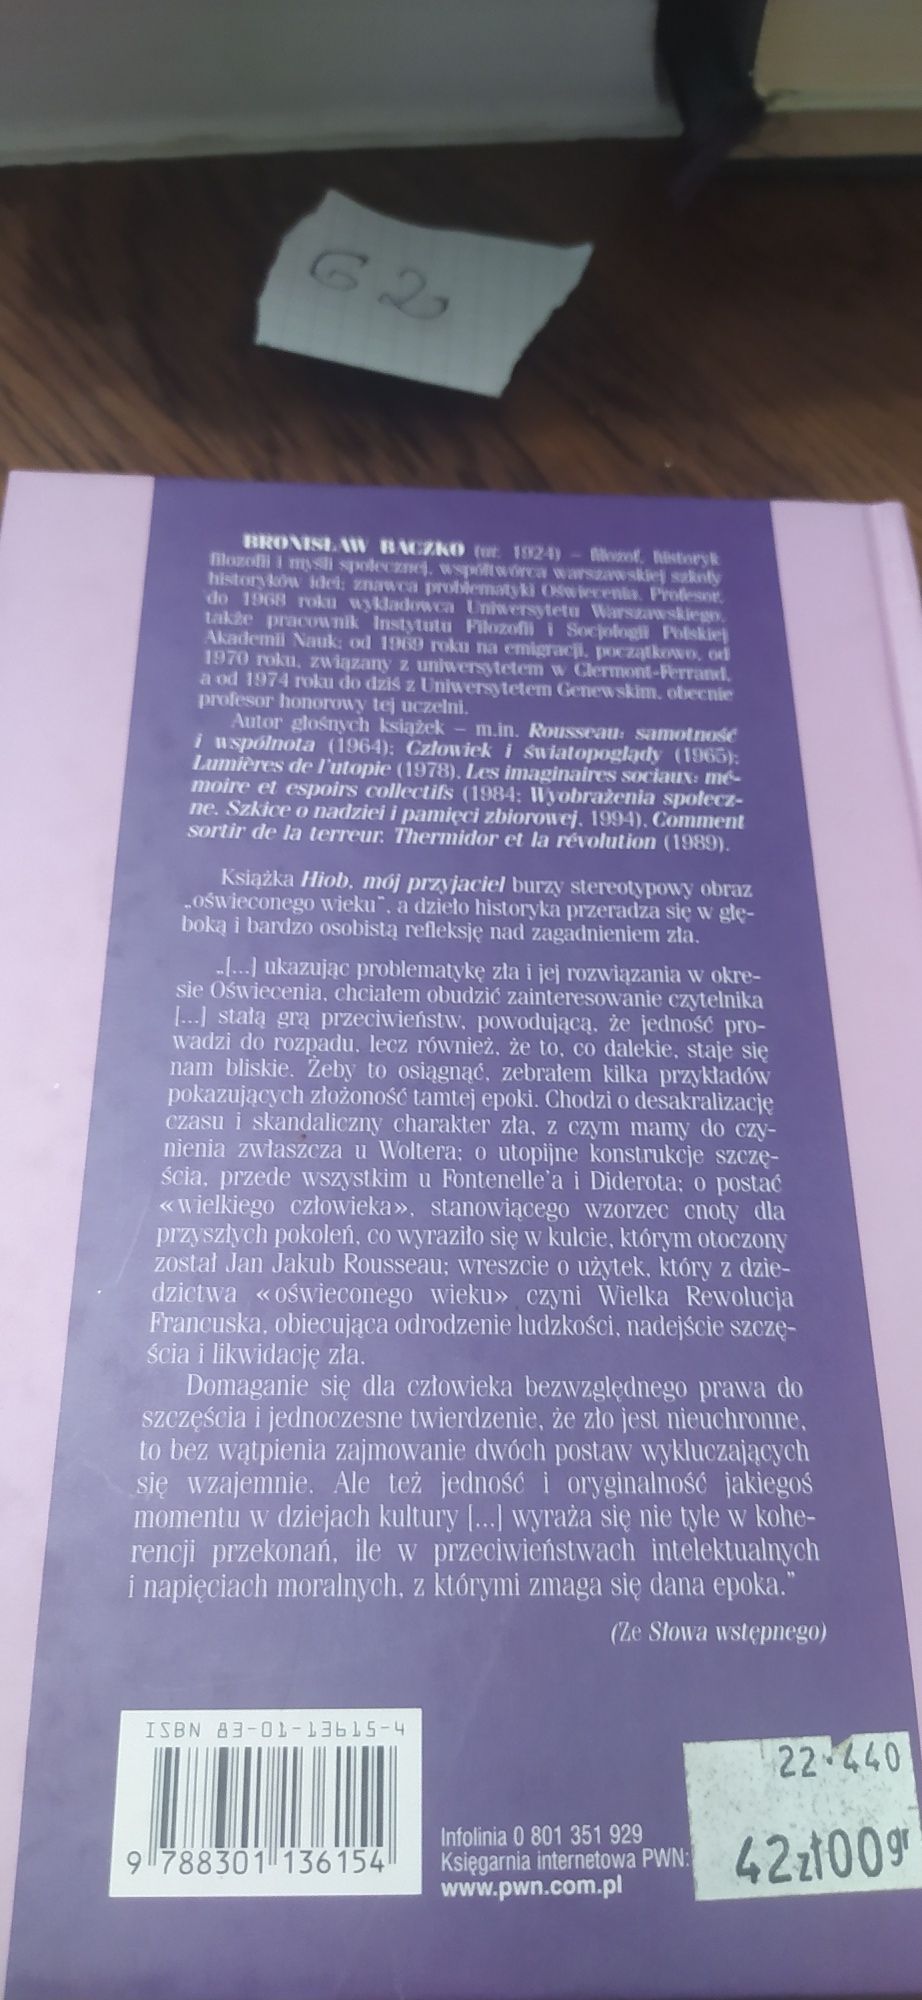 G2
BRONISŁAW BACZKO (ur. 1924) – filozof, historyk
filozofii i myśli społecznej, współtwórca warszawskiej szkoły
historyków idei; znawca problematyki Oświecenia. Profesor,
do 1968 roku wykładowca Uniwersytetu Warszawskiego,
także pracownik Instytutu Filozofii i Socjologii Polskiej
Akademii Nauk; od 1969 roku na emigracji, początkowo, od
1970 roku, związany z uniwersytetem w Clermont-Ferrand,
a od 1974 roku do dziś z Uniwersytetem Genewskim, obecnie
profesor honorowy tej uczelni.
Autor głośnych książek – m.in. Rousseau: samotność
i wspólnota (1964); Człowiek i światopoglądy (1965);
Lumières de l'utopie (1978), Les imaginaires sociaux: mé-
moire et espoirs collectifs (1984; Wyobrażenia społecz-
ne. Szkice o nadziei i pamięci zbiorowej, 1994), Comment
sortir de la terreur. Thermidor et la révolution (1989).
Książka Hiob, mój przyjaciel burzy stereotypowy obraz
„oświeconego wieku", a dzieło historyka przeradza się w głę-
boką i bardzo osobistą refleksję nad zagadnieniem zła.
„[...] ukazując problematykę zła i jej rozwiązania w okre-
sie Oświecenia, chciałem obudzić zainteresowanie czytelnika
[...] stałą grą przeciwieństw, powodującą, że jedność pro-
wadzi do rozpadu, lecz również, że to, co dalekie, staje się
nam bliskie. Żeby to osiągnąć, zebrałem kilka przykładów
pokazujących złożoność tamtej epoki. Chodzi o desakralizację
czasu i skandaliczny charakter zła, z czym mamy do czy-
nienia zwłaszcza u Woltera; o utopijne konstrukcje szczę-
ścia, przede wszystkim u Fontenelle'a i Diderota; o postać
«wielkiego człowieka», stanowiącego wzorzec cnoty dla
przyszłych pokoleń, co wyraziło się w kulcie, którym otoczony
został Jan Jakub Rousseau; wreszcie o użytek, który z dzie-
dzictwa «oświeconego wieku» czyni Wielka Rewolucja
Francuska, obiecująca odrodzenie ludzkości, nadejście szczę-
ścia i likwidację zła.
Domaganie się dla człowieka bezwzględnego prawa do
szczęścia i jednoczesne twierdzenie, że zło jest nieuchronne,
to bez wątpienia zajmowanie dwóch postaw wykluczających
się wzajemnie. Ale też jedność i oryginalność jakiegoś
momentu w dziejach kultury [...] wyraża się nie tyle w kohe-
rencji przekonań, ile w przeciwieństwach intelektualnych
i napięciach moralnych, z którymi zmaga się dana epoka."
(Ze Słowa wstępnego)
ISBN 83-01-13615-4
9 788301 136154
Infolinia 0 801 351 929
Księgarnia internetowa PWN:
www.pwn.com.pl
22·440
42zł00gr